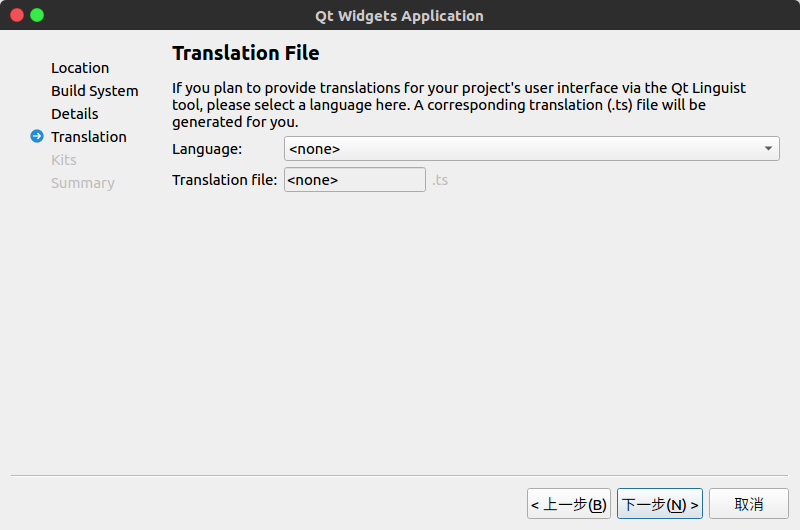 Qt Widgets Application
Location
Build System
Details
Translation
Kits
Summary
Translation File
If you plan to provide translations for your project's user interface via the Qt Linguist
tool, please select a language here. A corresponding translation (.ts) file will be
generated for you.
Language: <none>
Translation file: <none> .ts
< 上一步(B) 下一步(N) > 取消